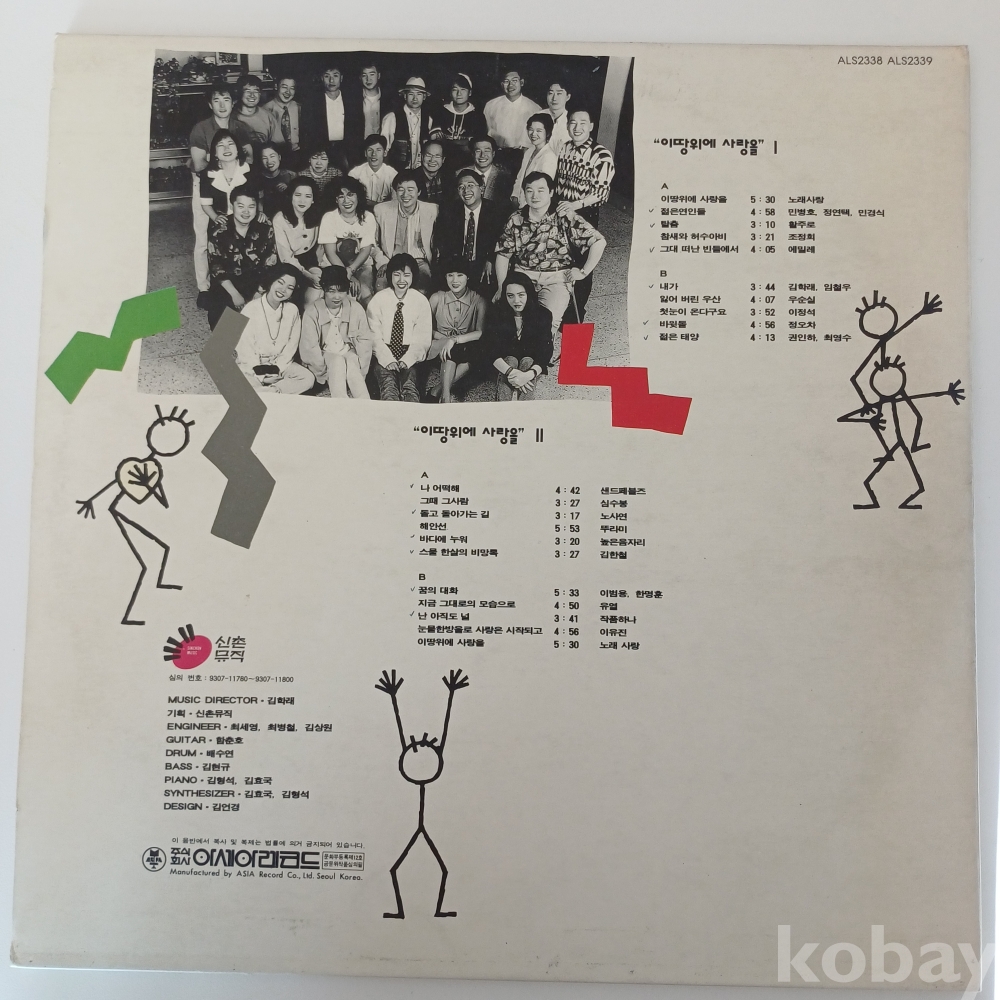 ALS2338 ALS2339
"이땅위에 사랑을" I
A
이땅위에 사랑을 5 : 30 노래사랑
✓ 젊은연인들 4 : 58 민병호, 정연택, 민경식
✓ 탈춤 3 : 10 활주로
참새와 허수아비 3 : 21 조정희
✓ 그대 떠난 빈들에서 4 : 05 에밀레
B
✓ 내가 3 : 44 김학래, 임철우
잃어 버린 우산 4 : 07 우순실
첫눈이 온다구요 3 : 52 이정석
✓ 바윗돌 4 : 56 정오차
✓ 젊은 태양 4 : 13 권인하, 최영수
"이땅위에 사랑을" II
A
✓ 나 어떡해 4 : 42 샌드페블즈
그때 그사람 3 : 27 심수봉
✓ 돌고 돌아가는 길 3 : 17 노사연
해안선 5 : 53 뚜라미
✓ 바다에 누워 3 : 20 높은음자리
✓ 스물 한살의 비망록 3 : 27 김한철
B
✓ 꿈의 대화 5 : 33 이범용, 한명훈
지금 그대로의 모습으로 4 : 50 유열
✓ 난 아직도 널 3 : 41 작품하나
눈물한방울로 사랑은 시작되고 4 : 56 이유진
이땅위에 사랑을 5 : 30 노래 사랑
신촌
뮤직
심의 번호 : 9307-11780~9307-11800
MUSIC DIRECTOR • 김학래
기획 • 신촌뮤직
ENGINEER • 최세영, 최병철, 김상원
GUITAR • 함춘호
DRUM • 배수연
BASS • 김현규
PIANO • 김형석, 김효국
SYNTHESIZER • 김효국, 김형석
DESIGN • 김언경
이 음반에서 복사 및 복제는 법률에 의거 금지되어 있습니다.
주식회사 아세아레코드
Manufactured by ASIA Record Co., Ltd. Seoul Korea.
kobay